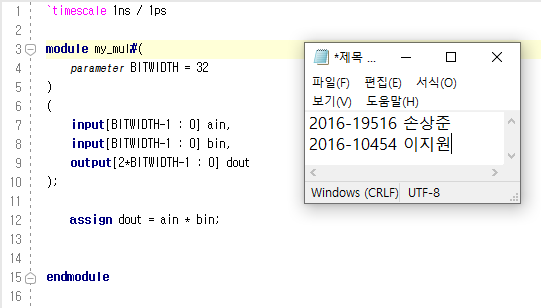 1 `timescale 1ns / 1ps
2
3 module my_mul#(
4 parameter BITWIDTH = 32
5 )
6 (
7 input[BITWIDTH-1 : 0] ain,
8 input[BITWIDTH-1 : 0] bin,
9 output[2*BITWIDTH-1 : 0] dout
10 );
11
12 assign dout = ain * bin;
13
14
15 endmodule
16
*제목 ...
파일(F) 편집(E) 서식(O)
보기(V) 도움말(H)
2016-19516 손상준
2016-10454 이지원
Windows (CRLF) UTF-8